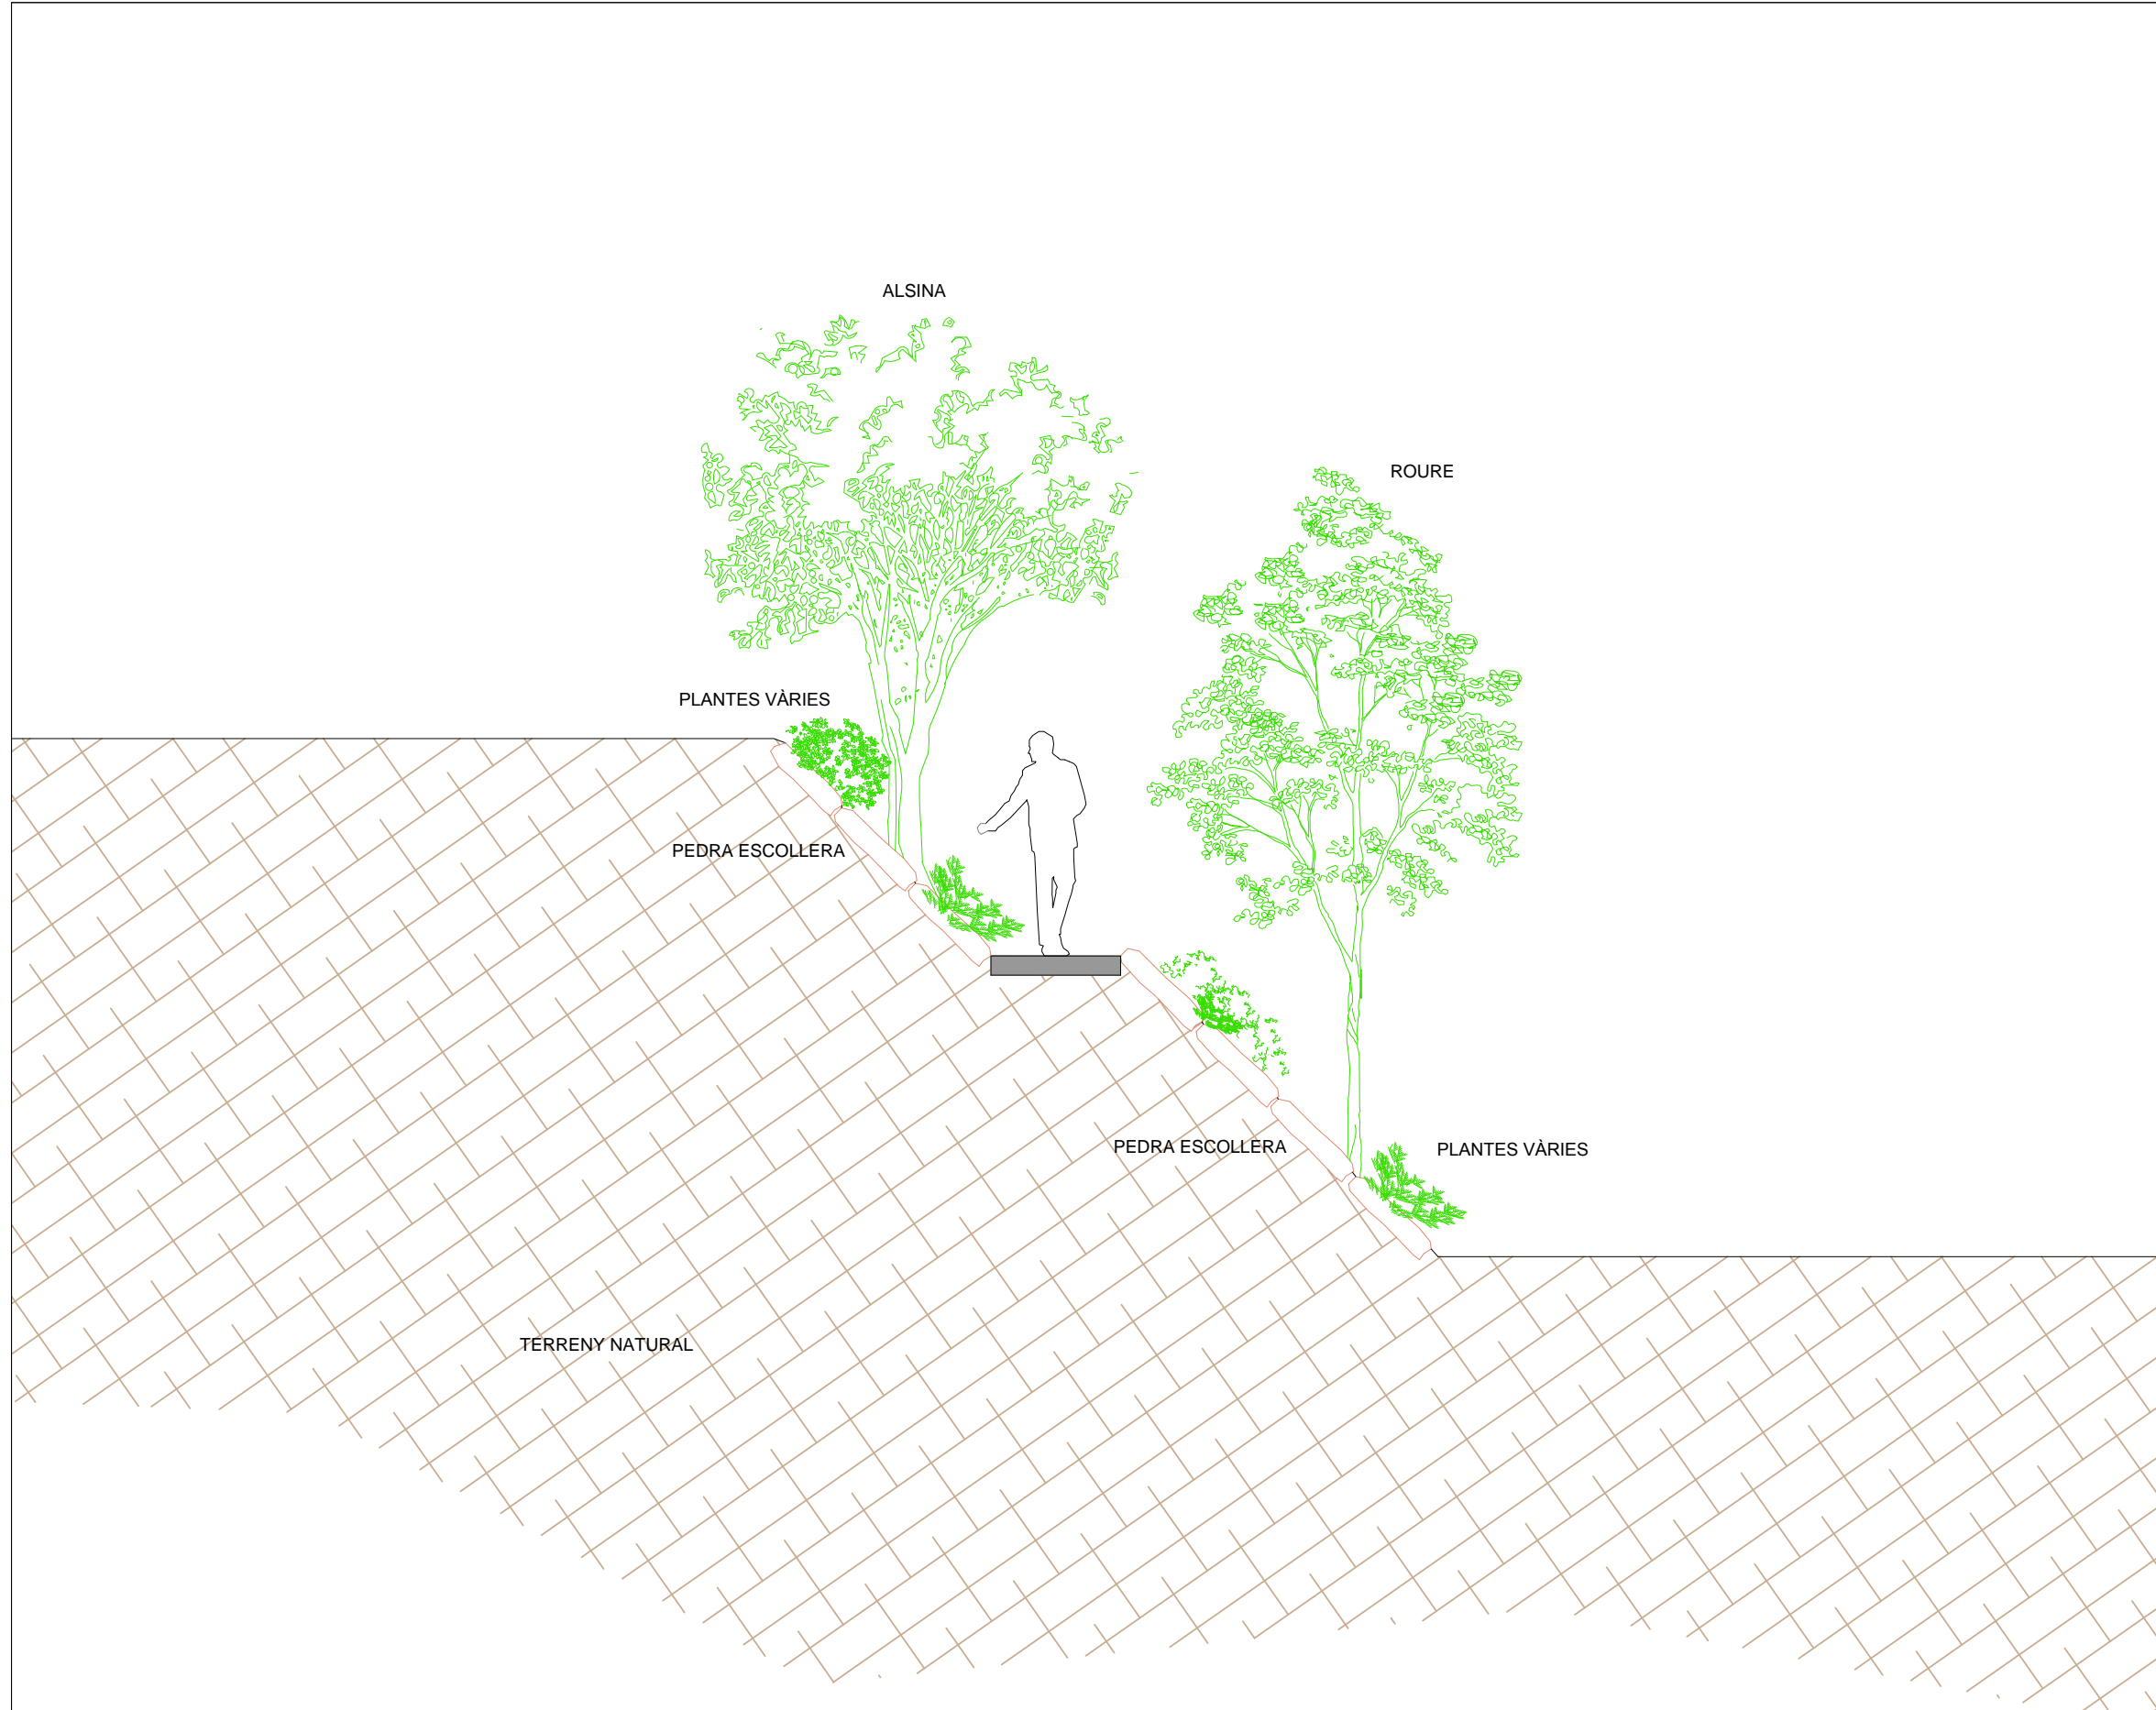 ALSINA
ROURE
PLANTES VÀRIES
PEDRA ESCOLLERA
PEDRA ESCOLLERA
PLANTES VÀRIES
TERRENY NATURAL